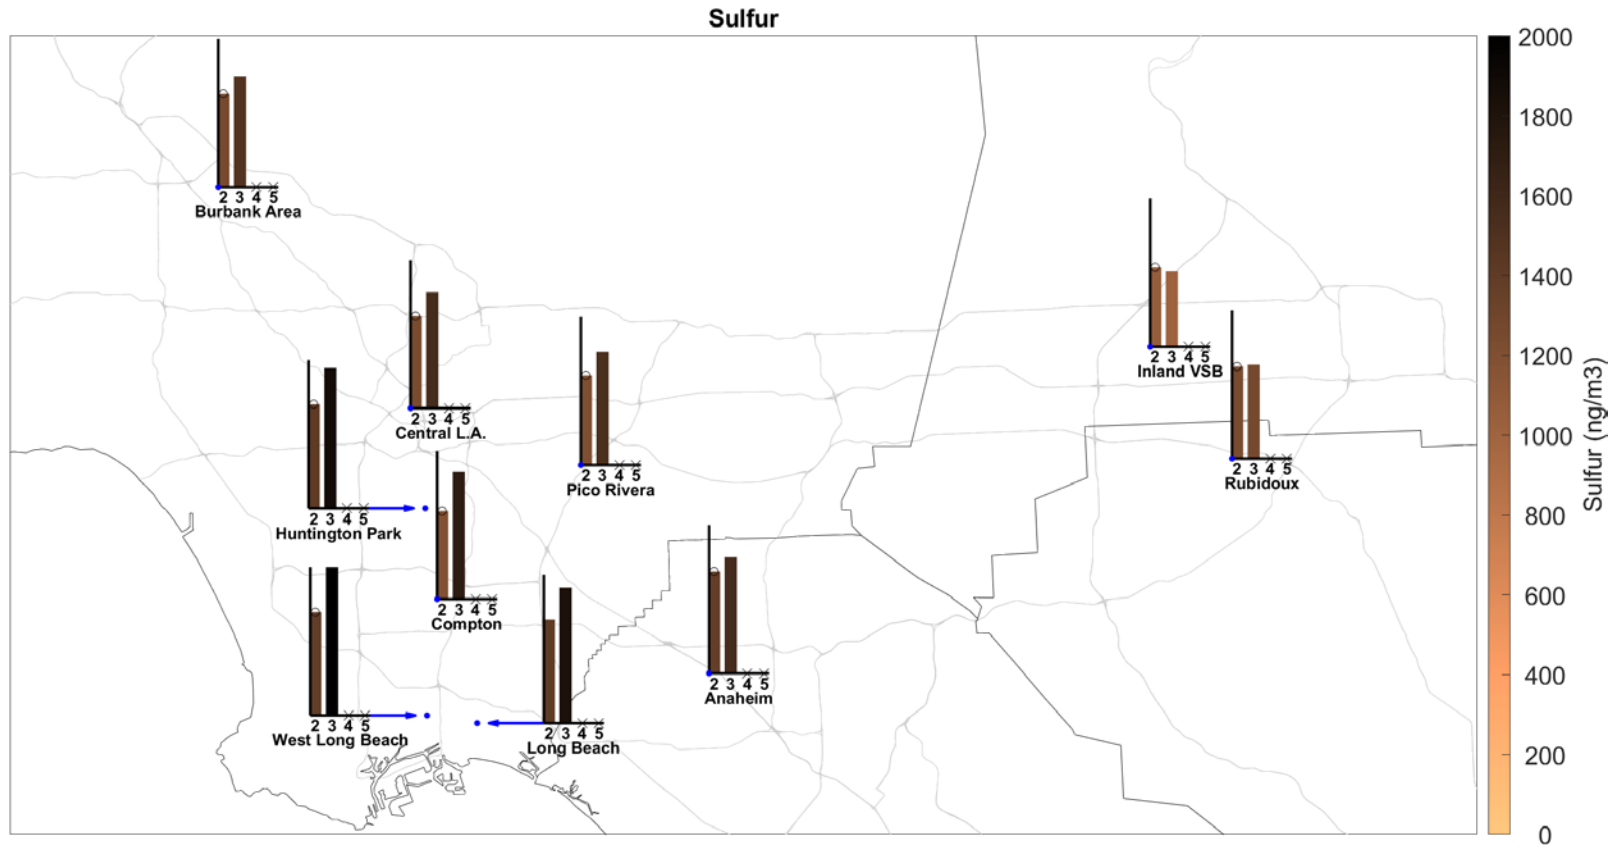 Sulfur
2000
1800
1600
1400
1200
1000
800
600
400
200
0
Sulfur (ng/m3)
2 3 4 5
Burbank Area
2 3 4 5
Central L.A.
2 3 4 5
Inland VSB
2 3 4 5
Rubidoux
2 3 4 5
Pico Rivera
2 3 4 5
Huntington Park
2 3 4 5
Compton
2 3 4 5
Anaheim
2 3 4 5
West Long Beach
2 3 4 5
Long Beach